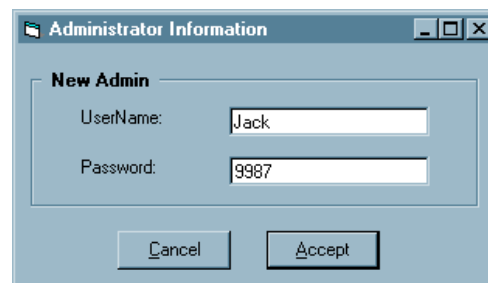 Administrator Information
New Admin
UserName:
Jack
Password:
9987
Cancel
Accept